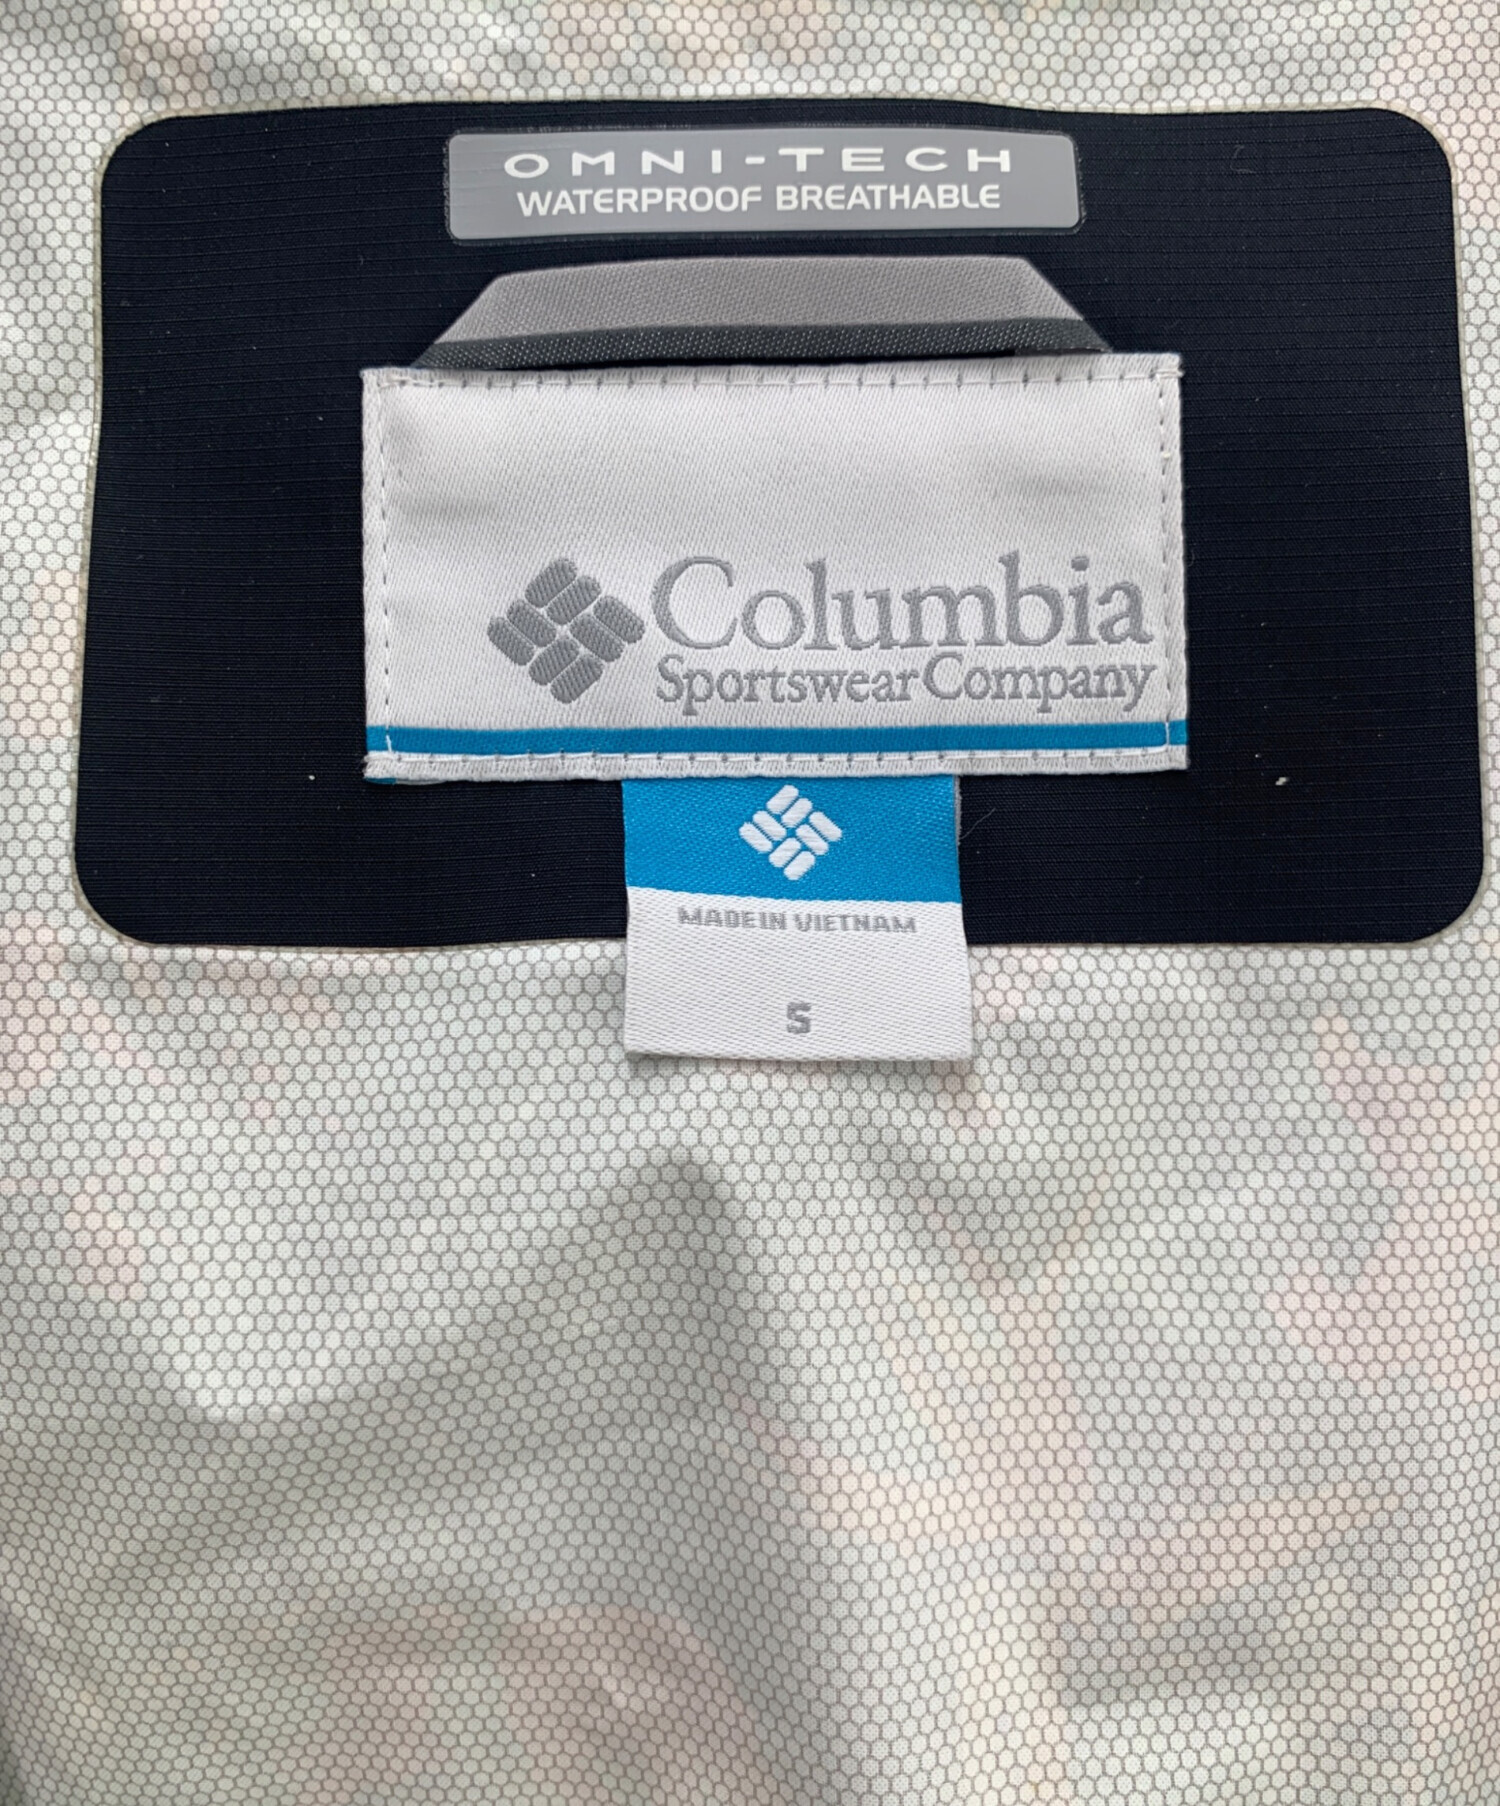 OMNI-TECH
WATERPROOF BREATHABLE
Columbia
Sportswear Company
MADE IN VIETNAM
S